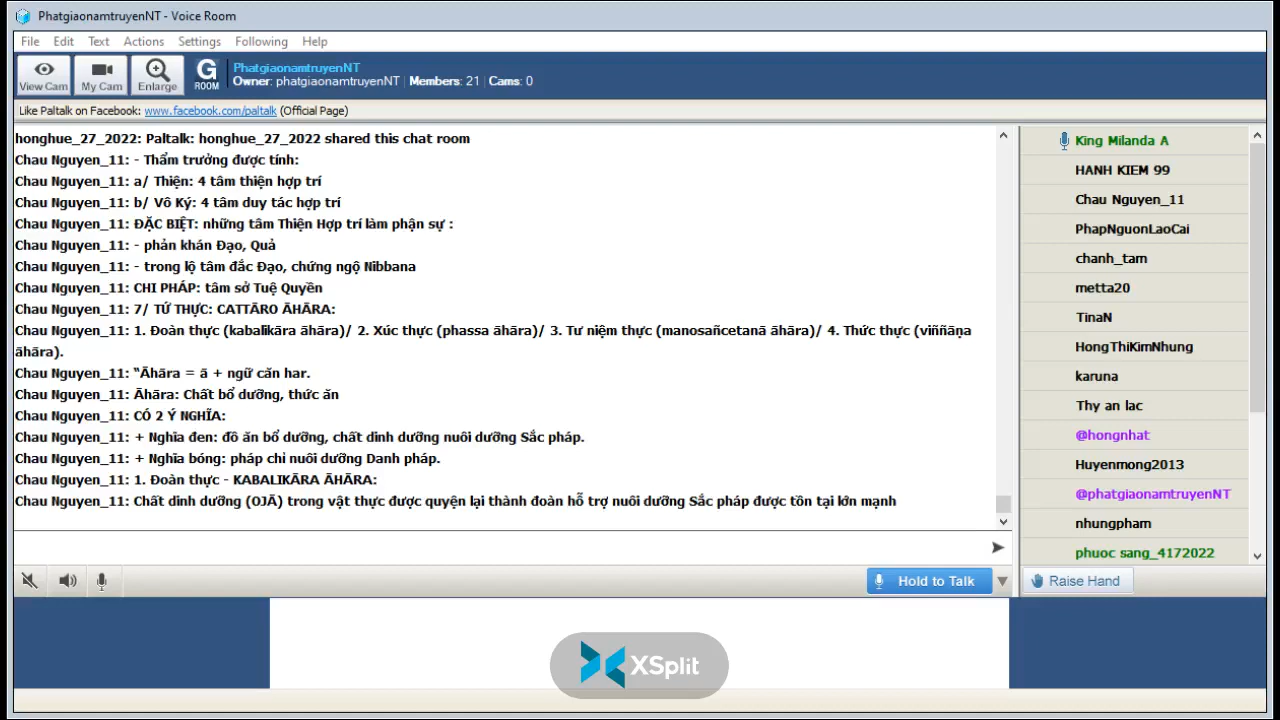 PhatgiaonamtruyenNT - Voice Room
File Edit Text Actions Settings Following Help
View Cam My Cam Enlarge G ROOM
PhatgiaonamtruyenNT
Owner: phatgiaonamtruyenNT | Members: 21 | Cams: 0
Like Paltalk on Facebook: www.facebook.com/paltalk (Official Page)
honghue_27_2022: Paltalk: honghue_27_2022 shared this chat room
Chau Nguyen_11: - Thẩm trưởng được tính:
Chau Nguyen_11: a/ Thiện: 4 tâm thiện hợp trí
Chau Nguyen_11: b/ Vô Ký: 4 tâm duy tác hợp trí
Chau Nguyen_11: ĐẶC BIỆT: những tâm Thiện Hợp trí làm phận sự :
Chau Nguyen_11: - phản khán Đạo, Quả
Chau Nguyen_11: - trong lộ tâm đắc Đạo, chứng ngộ Nibbana
Chau Nguyen_11: CHI PHÁP: tâm sở Tuệ Quyền
Chau Nguyen_11: 7/ TỨ THỰC: CATTĀRO ĀHĀRA:
Chau Nguyen_11: 1. Đoàn thực (kabalikāra āhāra)/ 2. Xúc thực (phassa āhāra)/ 3. Tư niệm thực (manosañcetanā āhāra)/ 4. Thức thực (viññāṇa
āhāra).
Chau Nguyen_11: “Āhāra = ā + ngữ căn har.
Chau Nguyen_11: Āhāra: Chất bổ dưỡng, thức ăn
Chau Nguyen_11: CÓ 2 Ý NGHĨA:
Chau Nguyen_11: + Nghĩa đen: đồ ăn bổ dưỡng, chất dinh dưỡng nuôi dưỡng Sắc pháp.
Chau Nguyen_11: + Nghĩa bóng: pháp chi nuôi dưỡng Danh pháp.
Chau Nguyen_11: 1. Đoàn thực - KABALIKĀRA ĀHĀRA:
Chau Nguyen_11: Chất dinh dưỡng (OJĀ) trong vật thực được quyện lại thành đoàn hỗ trợ nuôi dưỡng Sắc pháp được tồn tại lớn mạnh
King Milanda A
HANH KIEM 99
Chau Nguyen_11
PhapNguonLaoCai
chanh_tam
metta20
TinaN
HongThiKimNhung
karuna
Thy an lac
@hongnhat
Huyenmong2013
@phatgiaonamtruyenNT
nhungpham
phuoc sang_4172022
Hold to Talk
Raise Hand
XSplit